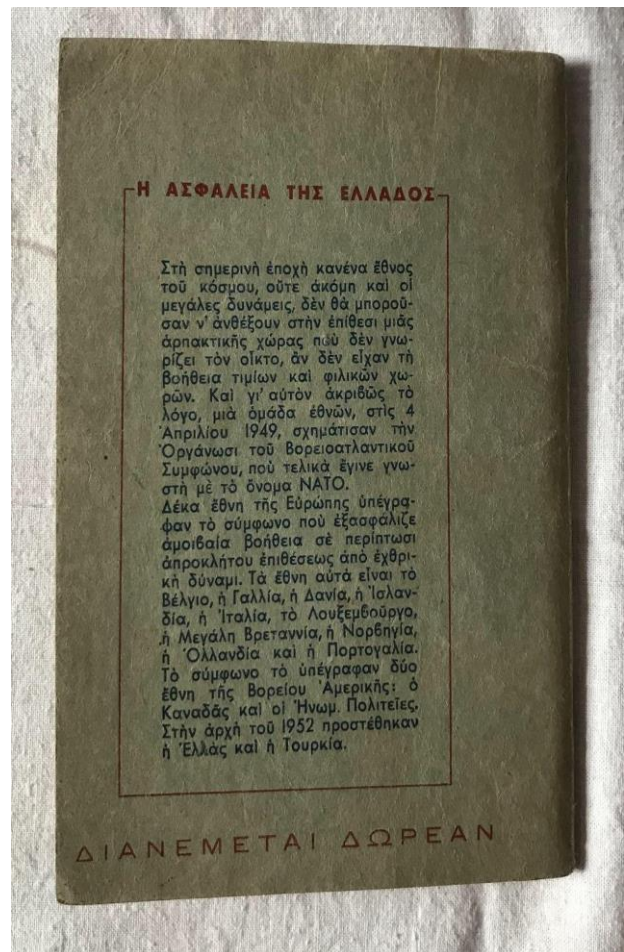 Η ΑΣΦΑΛΕΙΑ ΤΗΣ ΕΛΛΑΔΟΣ
Στὴ σημερινὴ ἐποχὴ κανένα ἔθνος
τοῦ κόσμου, οὔτε ἀκόμη καὶ οἱ
μεγάλες δυνάμεις, δὲν θὰ μποροῦ-
σαν ν' ἀνθέξουν στὴν ἐπίθεσι μιᾶς
ἁρπακτικῆς χώρας ποὺ δὲν γνω-
ρίζει τὸν οἶκτο, ἂν δὲν εἶχαν τὴ
βοήθεια τιμίων καὶ φιλικῶν χω-
ρῶν. Καὶ γι' αὐτὸν ἀκριβῶς τὸ
λόγο, μιὰ ὁμάδα ἐθνῶν, στὶς 4
Ἀπριλίου 1949, σχημάτισαν τὴν
Ὀργάνωσι τοῦ Βορειοατλαντικοῦ
Συμφώνου, ποὺ τελικὰ ἔγινε γνω-
στὴ μὲ τὸ ὄνομα ΝΑΤΟ.
Δέκα ἔθνη τῆς Εὐρώπης ὑπέγρα-
φαν τὸ σύμφωνο ποὺ ἐξασφάλιζε
ἀμοιβαία βοήθεια σὲ περίπτωσι
ἀπροκλήτου ἐπιθέσεως ἀπὸ ἐχθρι-
κὴ δύναμι. Τὰ ἔθνη αὐτὰ εἶναι τὸ
Βέλγιο, ἡ Γαλλία, ἡ Δανία, ἡ Ἰσλαν-
δία, ἡ Ἰταλία, τὸ Λουξεμβοῦργο,
ἡ Μεγάλη Βρεταννία, ἡ Νορβηγία,
ἡ Ὁλλανδία καὶ ἡ Πορτογαλία.
Τὸ σύμφωνο τὸ ὑπέγραφαν δύο
ἔθνη τῆς Βορείου Ἀμερικῆς: ὁ
Καναδᾶς καὶ οἱ Ἡνωμ. Πολιτεῖες.
Στὴν ἀρχὴ τοῦ 1952 προστέθηκαν
ἡ Ἑλλὰς καὶ ἡ Τουρκία.
ΔΙΑΝΕΜΕΤΑΙ ΔΩΡΕΑΝ